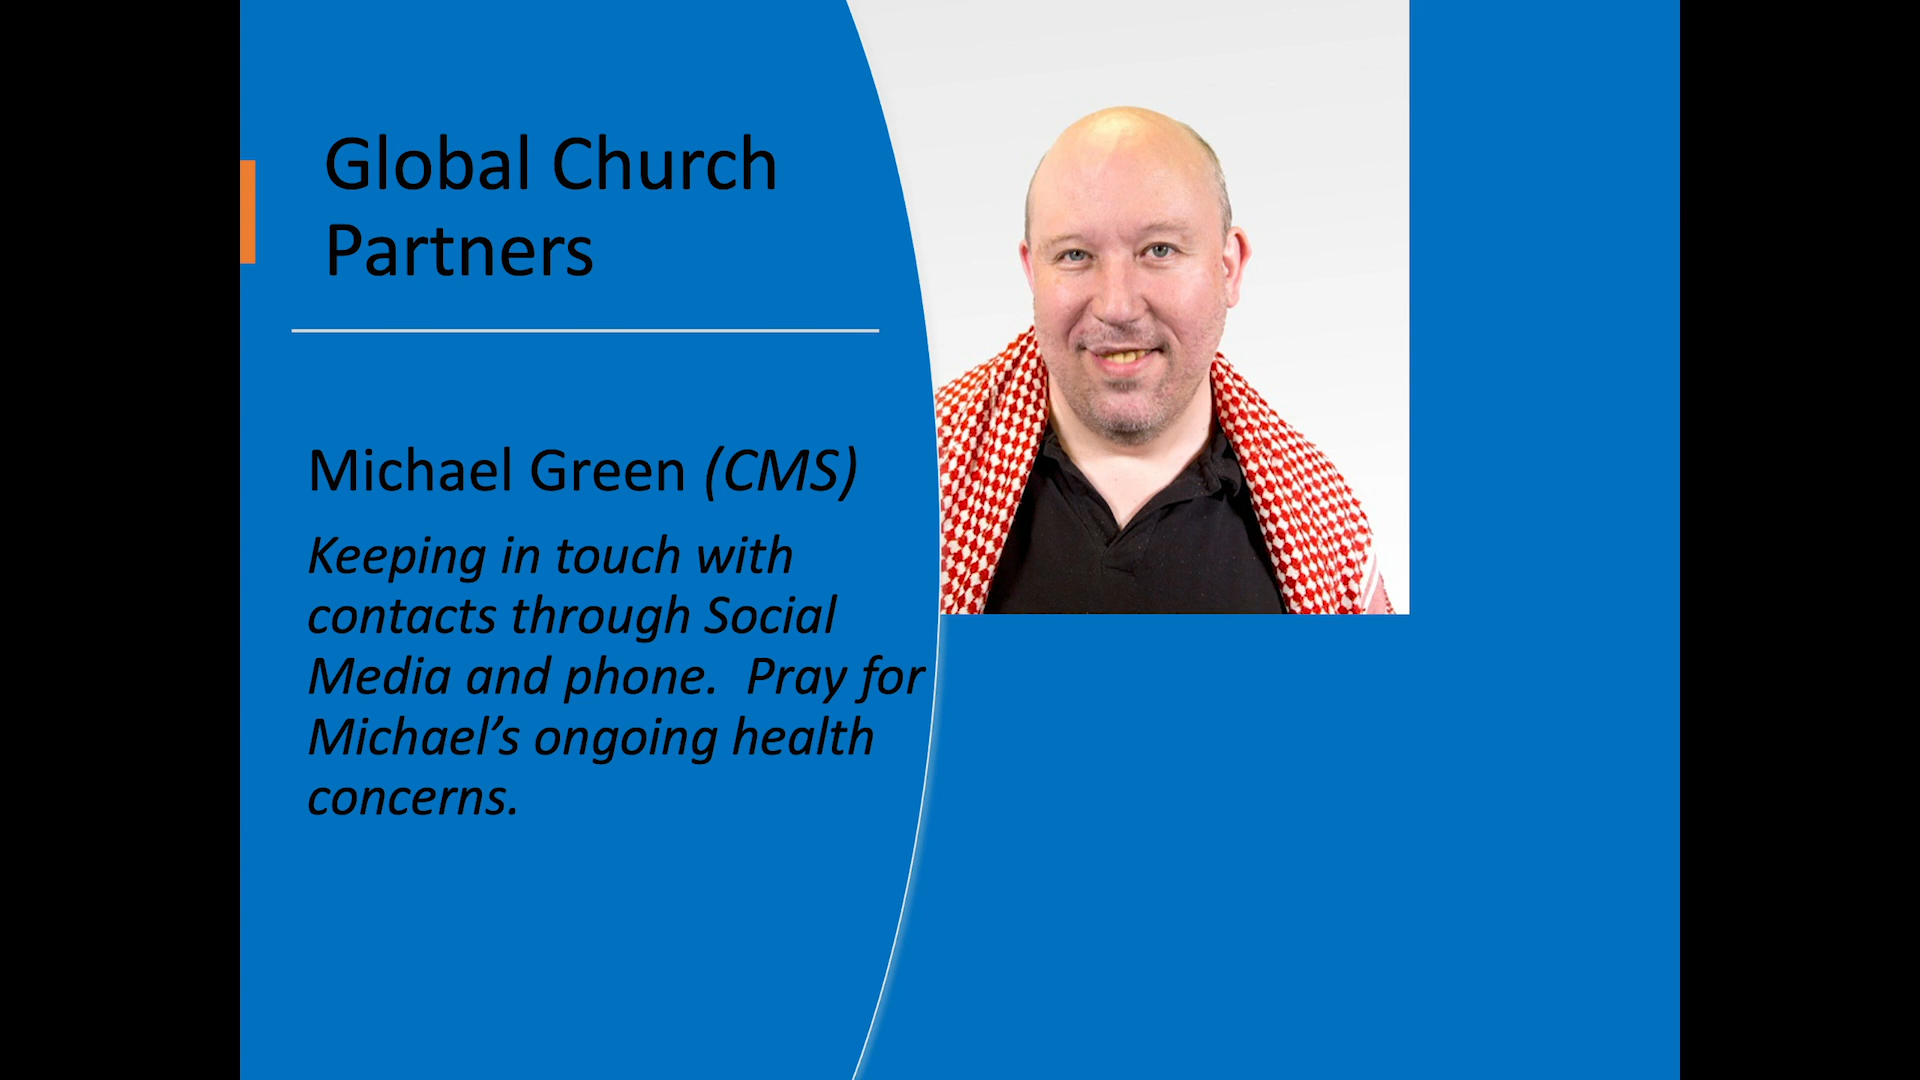 Global Church
Partners
Michael Green (CMS)
Keeping in touch with
contacts through Social
Media and phone.  Pray for
Michael’s ongoing health
concerns.